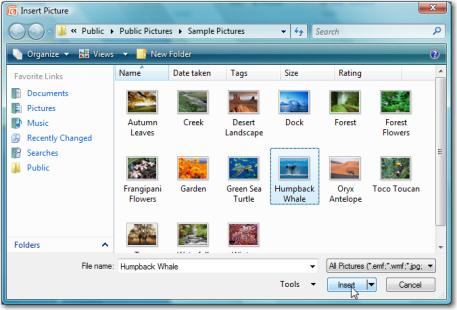 Insert Picture
« Public ▸ Public Pictures ▸ Sample Pictures
Search
Organize Views New Folder
Favorite Links
Documents
Pictures
Music
Recently Changed
Searches
Public
Folders
Name Date taken Tags Size Rating
Autumn Leaves
Creek
Desert Landscape
Dock
Forest
Forest Flowers
Frangipani Flowers
Garden
Green Sea Turtle
Humpback Whale
Oryx Antelope
Toco Toucan
File name: Humpback Whale
All Pictures (*.emf;*.wmf;*.jpg;
Tools Insert Cancel